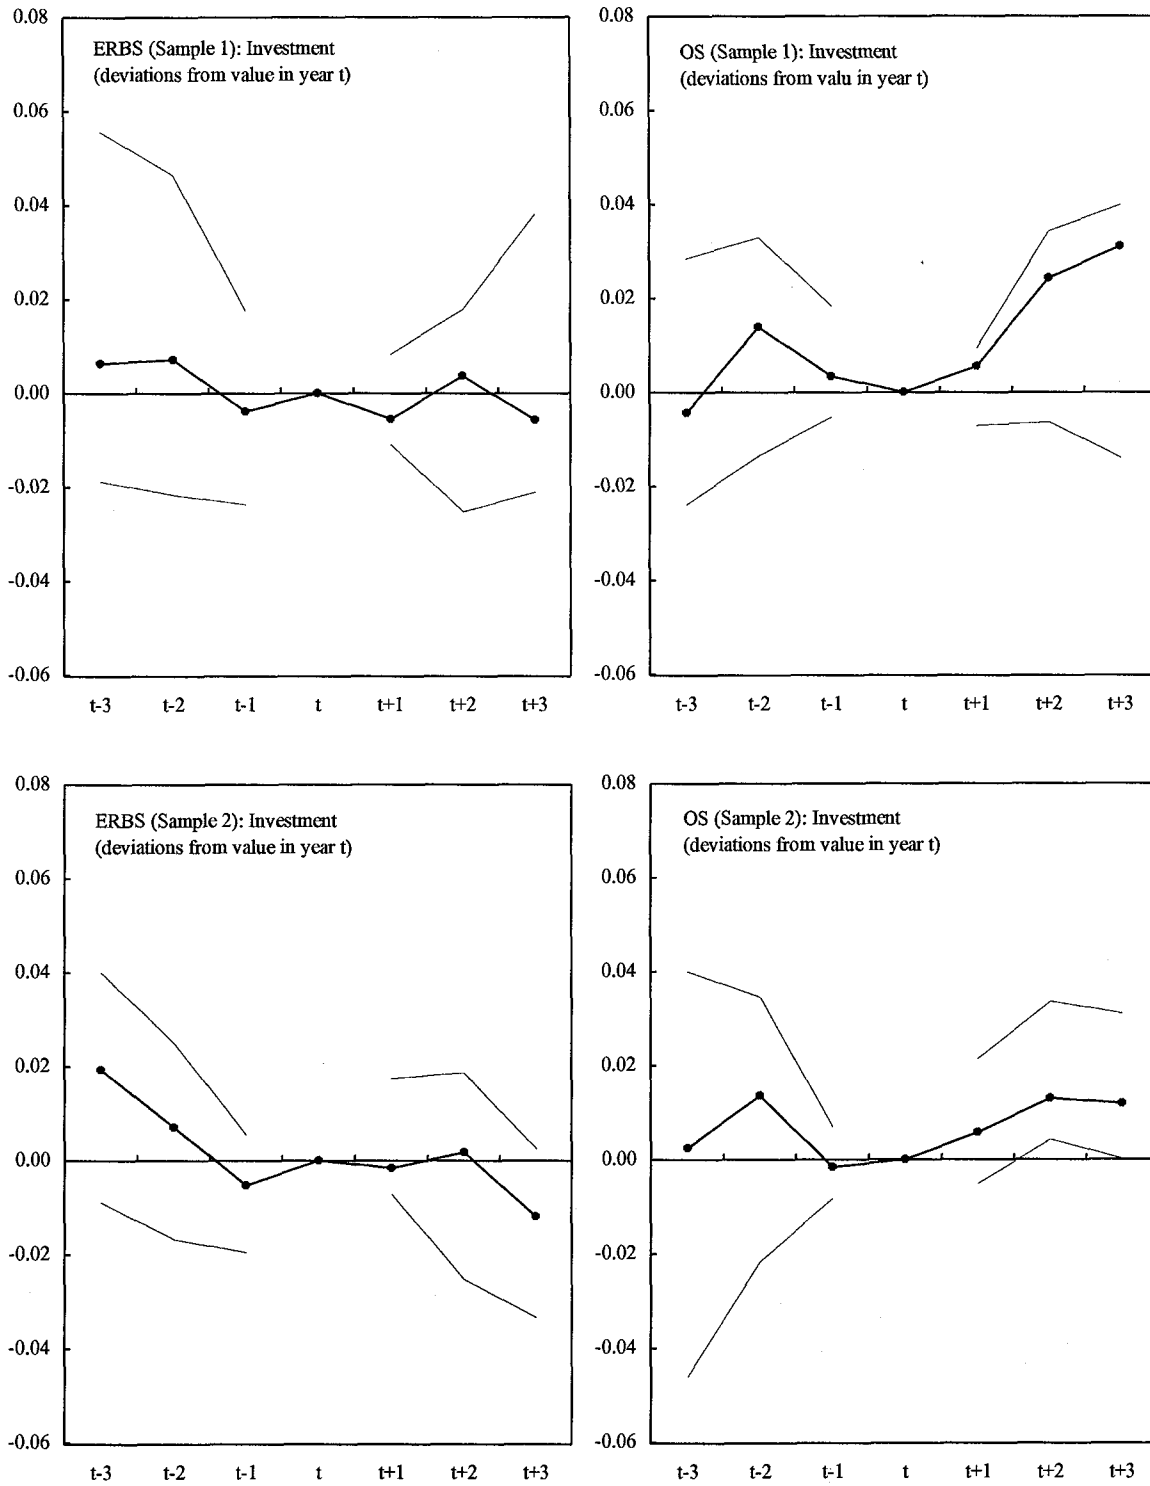 ERBS (Sample 1): Investment
(deviations from value in year t)
0.08
0.06
0.04
0.02
0.00
-0.02
-0.04
-0.06
t-3 t-2 t-1 t t+1 t+2 t+3
OS (Sample 1): Investment
(deviations from valu in year t)
0.08
0.06
0.04
0.02
0.00
-0.02
-0.04
-0.06
t-3 t-2 t-1 t t+1 t+2 t+3
ERBS (Sample 2): Investment
(deviations from value in year t)
0.08
0.06
0.04
0.02
0.00
-0.02
-0.04
-0.06
t-3 t-2 t-1 t t+1 t+2 t+3
OS (Sample 2): Investment
(deviations from value in year t)
0.08
0.06
0.04
0.02
0.00
-0.02
-0.04
-0.06
t-3 t-2 t-1 t t+1 t+2 t+3